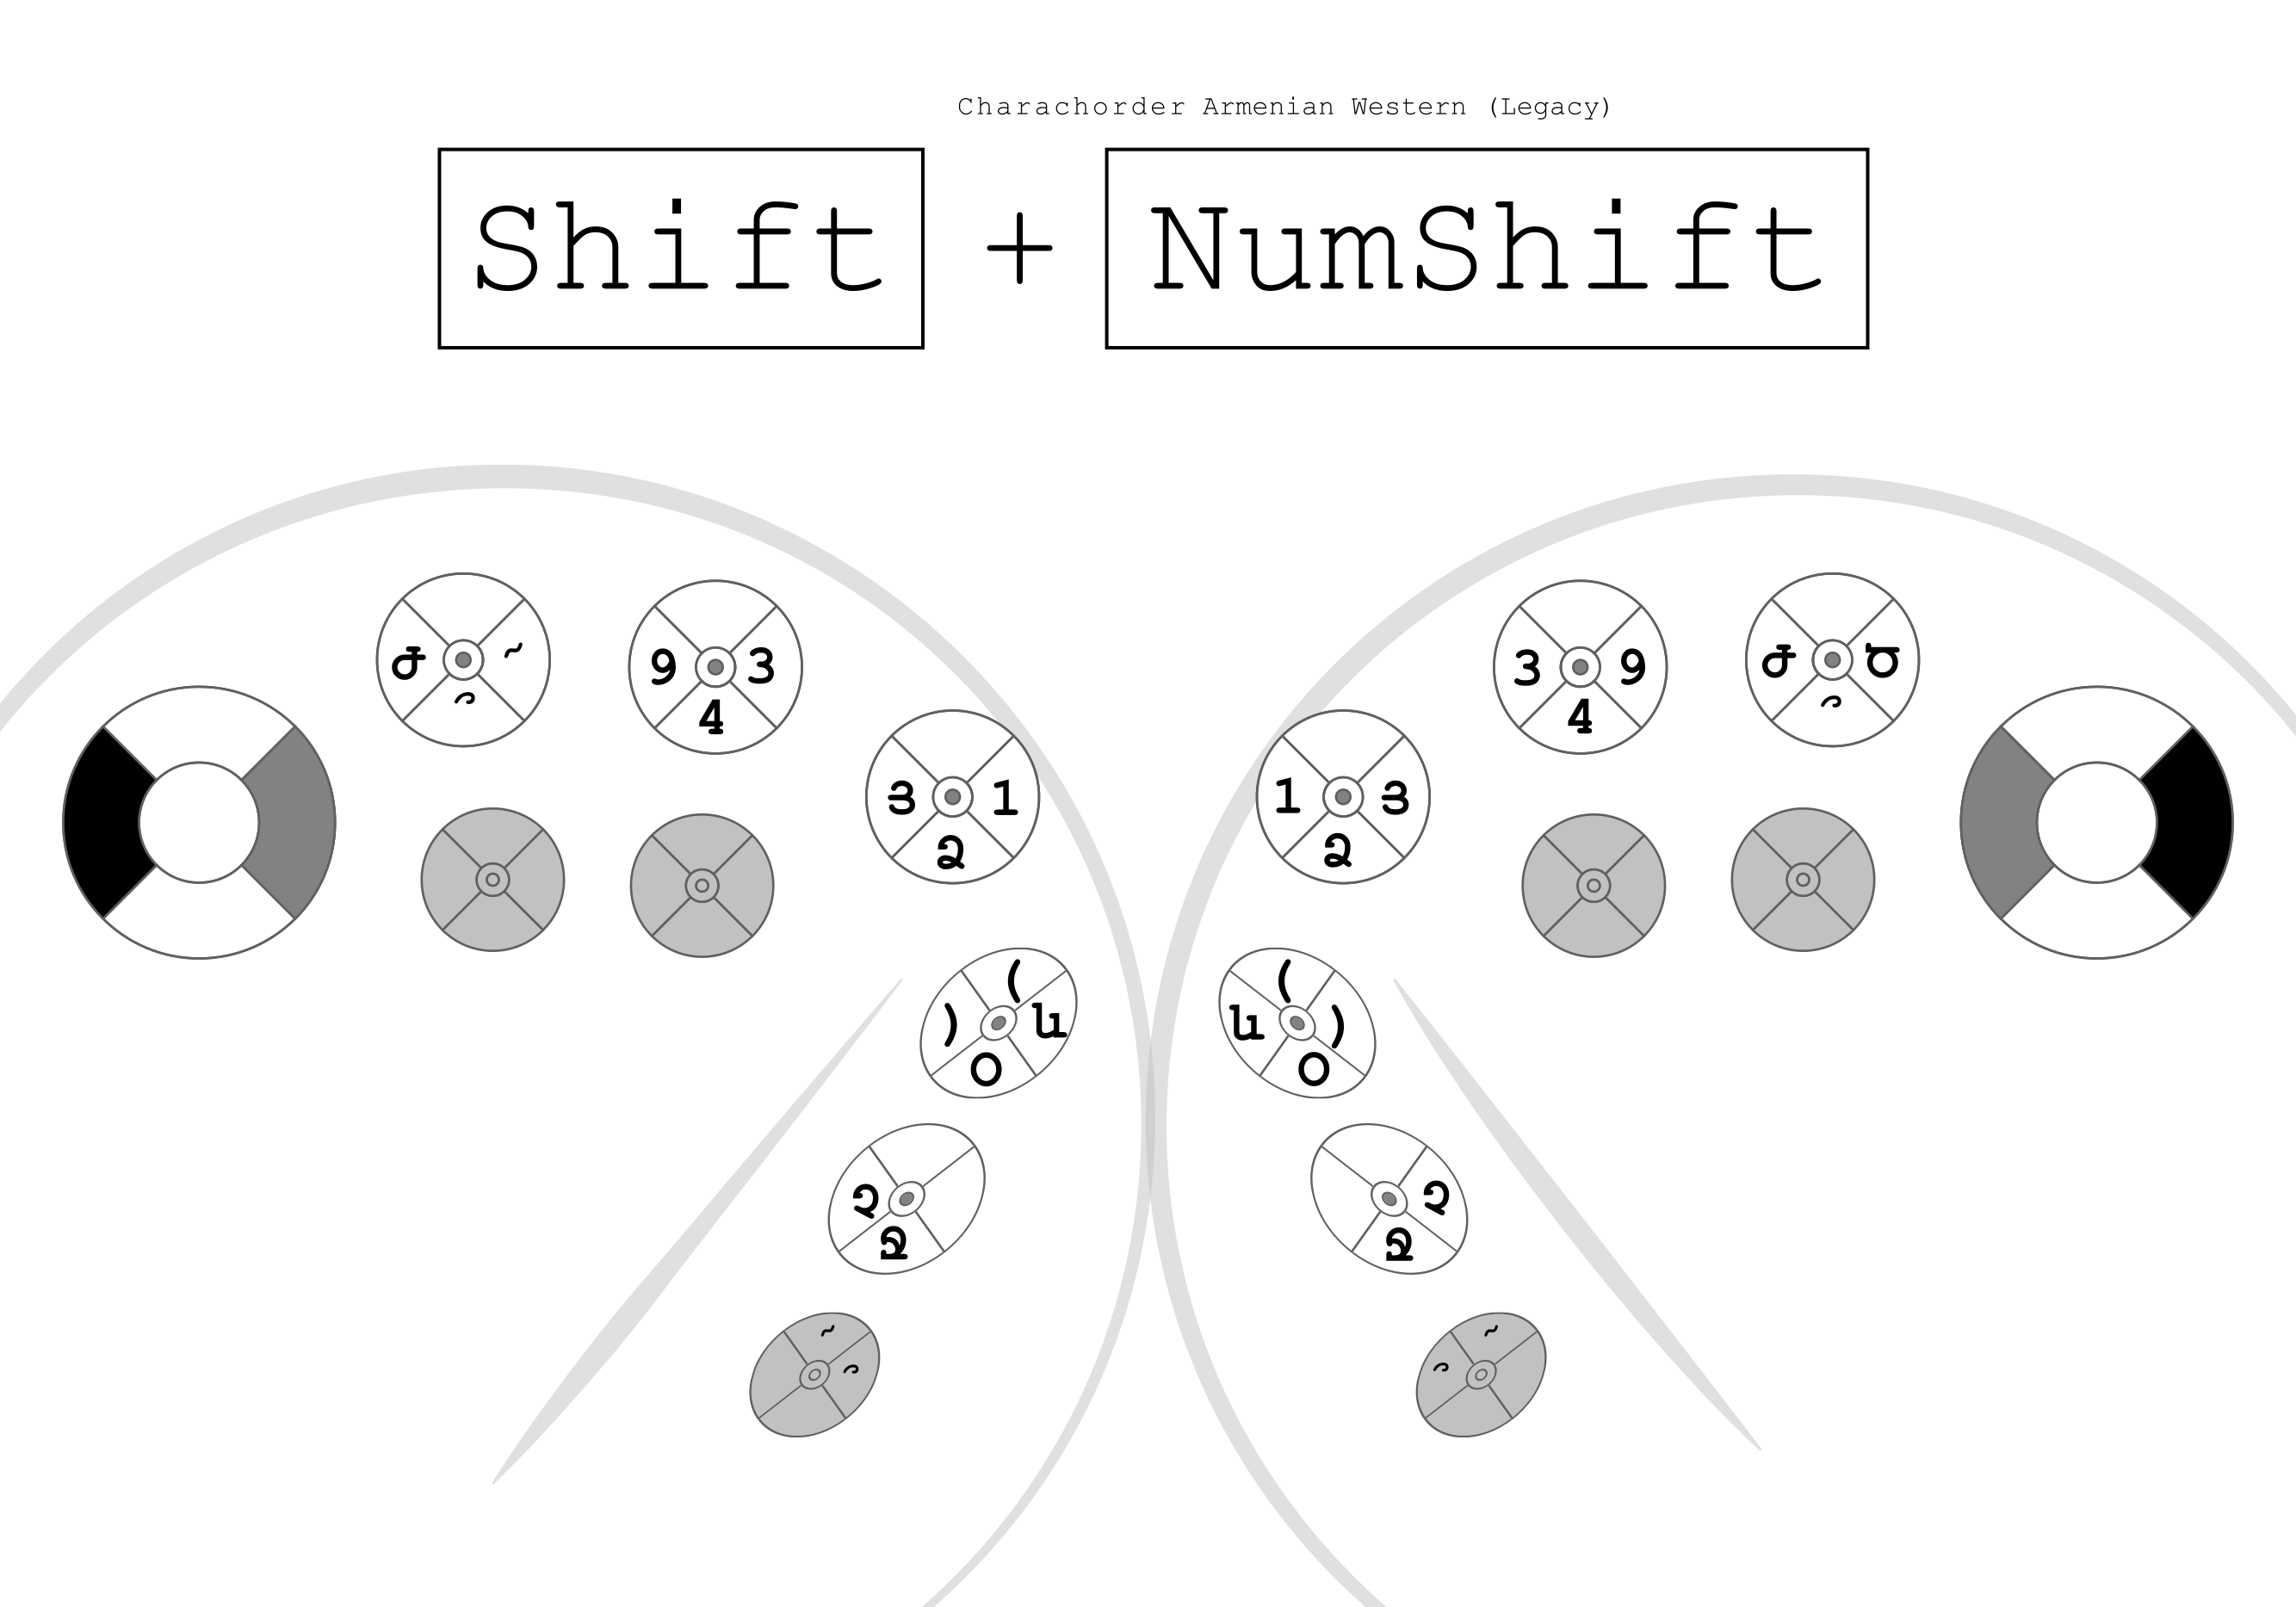 Charachorder Armenian Western (Legacy)
Shift + NumShift
Ժ ՜ ՞
9 3 4
3 9 4
Ժ Ծ ՞
Յ 1 Ձ
1 Յ Ձ
( ) Խ Օ
( Խ ) Օ
Չ Ջ
Չ Ջ
՜ ՞
՜ ՞